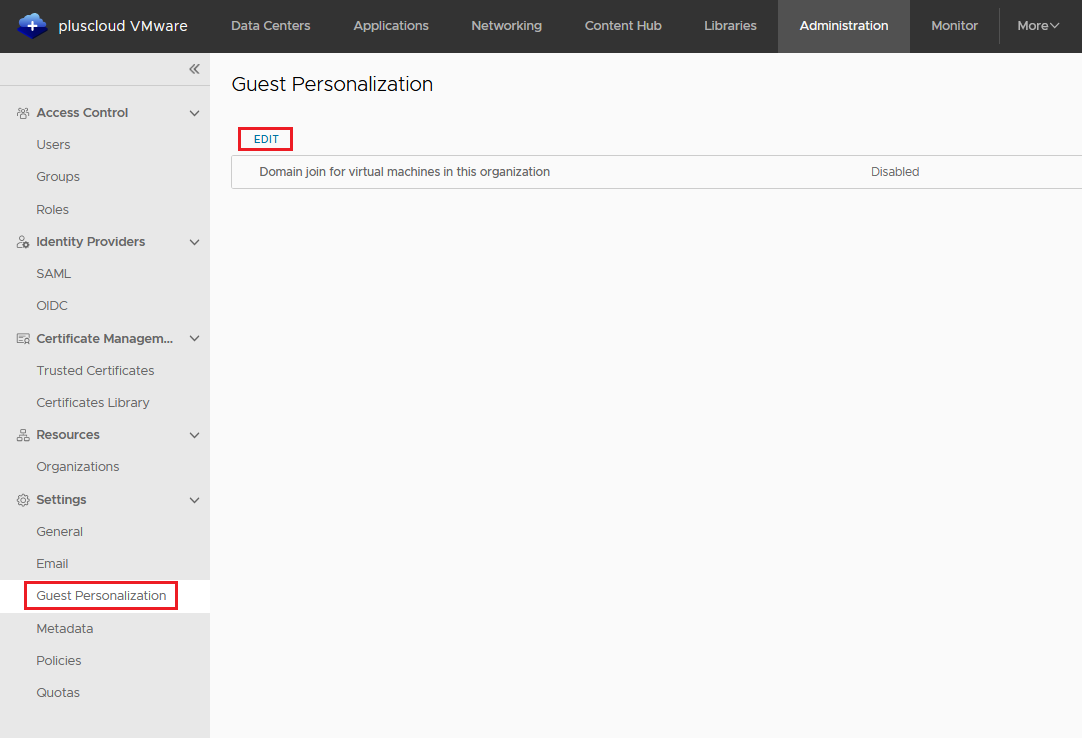 pluscloud VMware
Data Centers
Applications
Networking
Content Hub
Libraries
Administration
Monitor
More
Access Control
Users
Groups
Roles
Identity Providers
SAML
OIDC
Certificate Managem...
Trusted Certificates
Certificates Library
Resources
Organizations
Settings
General
Email
Guest Personalization
Metadata
Policies
Quotas
Guest Personalization
EDIT
Domain join for virtual machines in this organization
Disabled